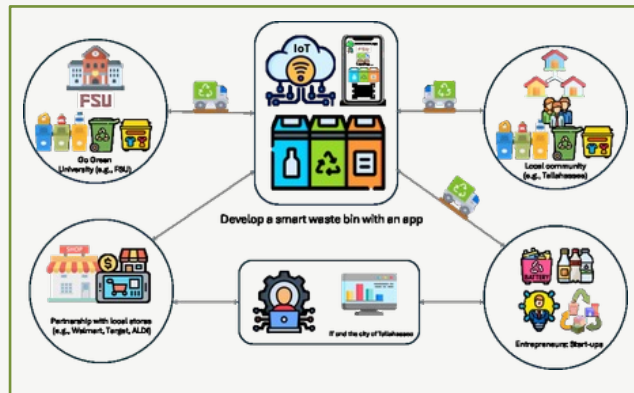 IoT
FSU
Go Green
University (e.g., FSU)
Local community
(e.g., Tallahassee)
Develop a smart waste bin with an app
SHOP
Partnership with local stores
(e.g., Walmart, Target, ALDI)
IT and the city of Tallahassee
BATTERY
Entrepreneurs: Start-ups